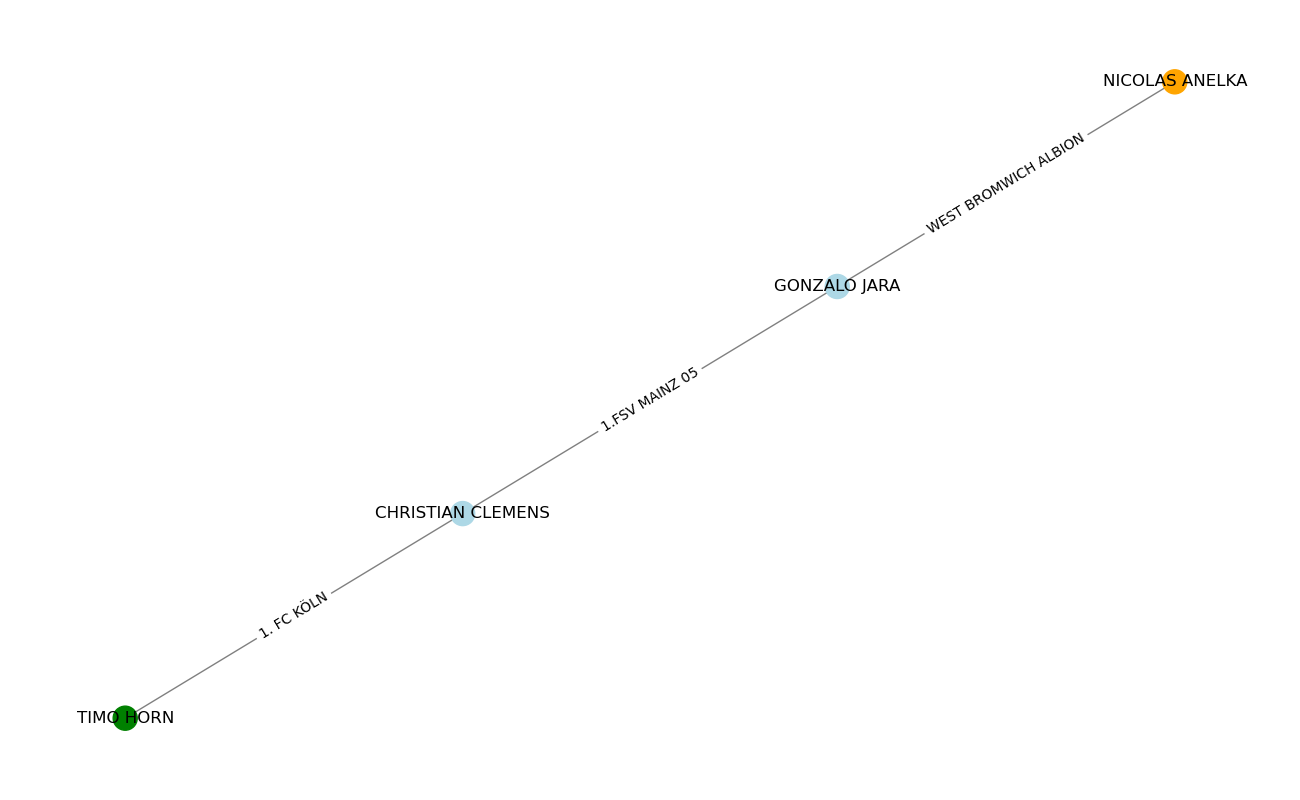 NICOLAS ANELKA
WEST BROMWICH ALBION
GONZALO JARA
1.FSV MAINZ 05
CHRISTIAN CLEMENS
1. FC KÖLN
TIMO HORN